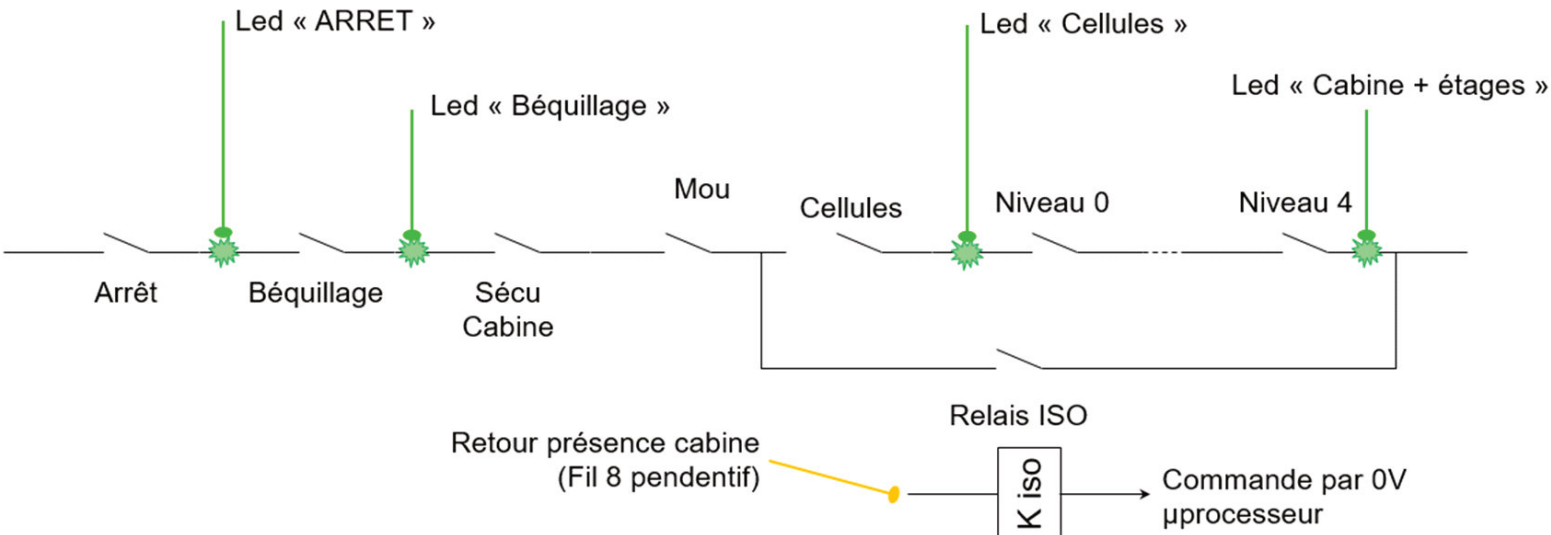 Led « ARRET »
Led « Cellules »
Led « Béquillage »
Led « Cabine + étages »
Mou
Cellules
Niveau 0
Niveau 4
Arrêt
Béquillage
Sécu
Cabine
Relais ISO
Retour présence cabine
(Fil 8 pendentif)
K iso
Commande par 0V
µprocesseur